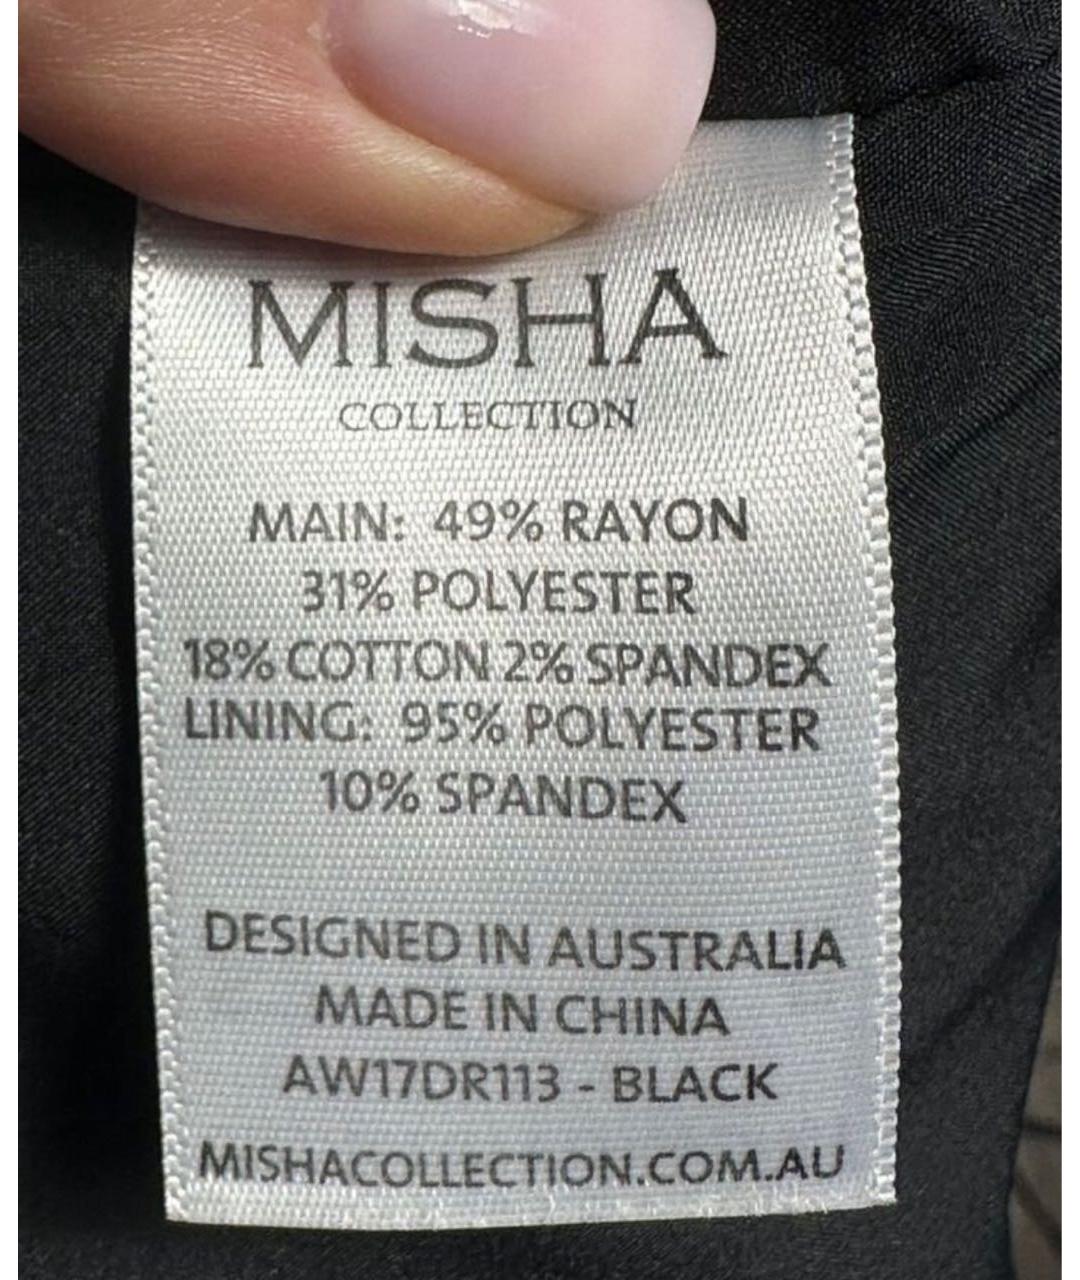 MISHA
COLLECTION
MAIN: 49% RAYON
31% POLYESTER
18% COTTON 2% SPANDEX
LINING: 95% POLYESTER
10% SPANDEX
DESIGNED IN AUSTRALIA
MADE IN CHINA
AW17DR113 - BLACK
MISHACOLLECTION.COM.AU